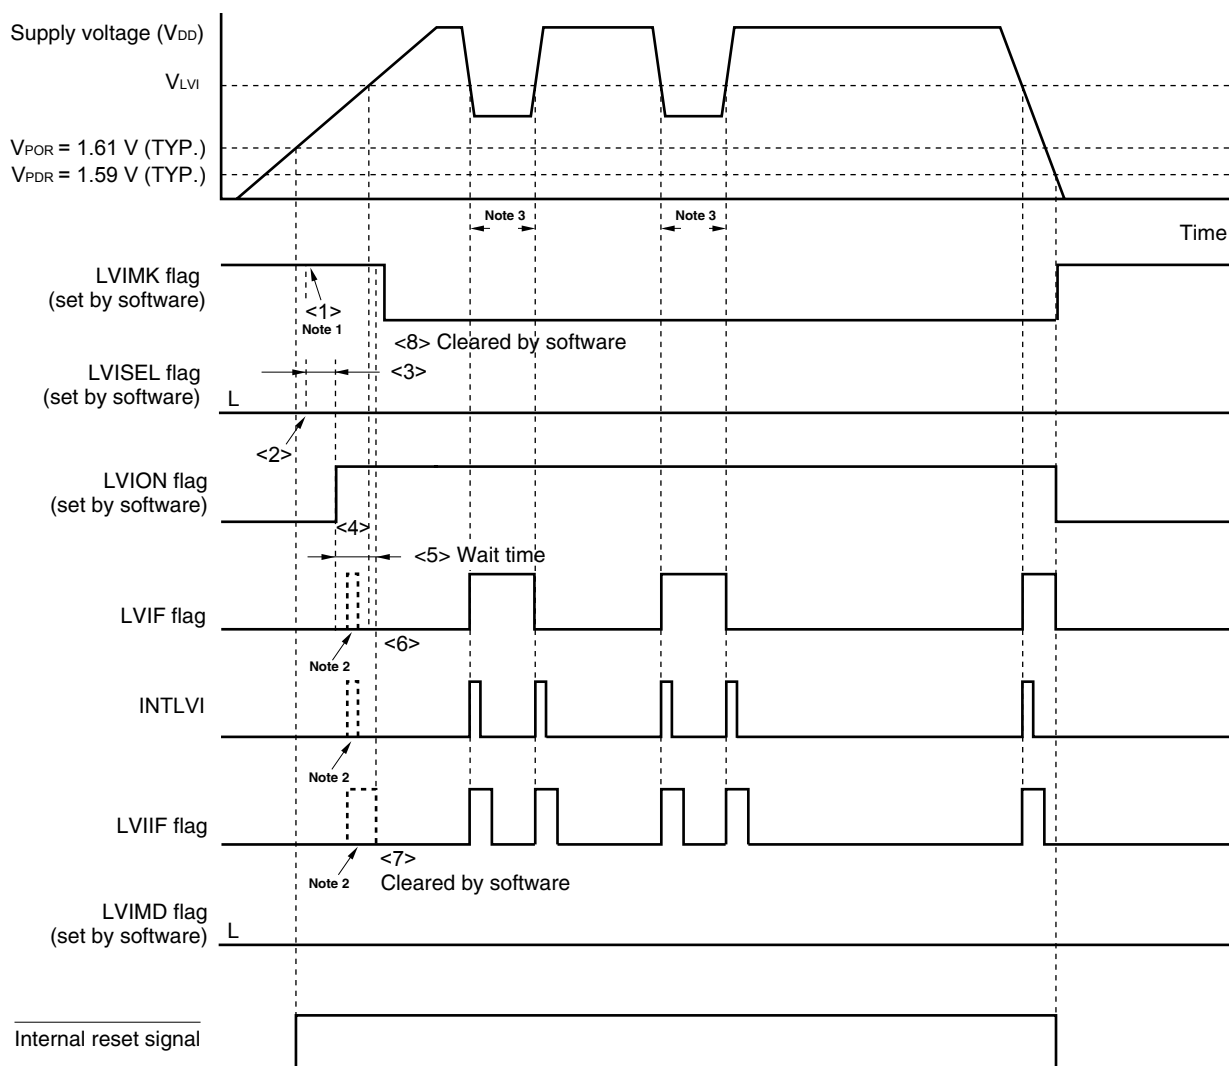 Supply voltage (VDD)
VLVI
VPOR = 1.61 V (TYP.)
VPDR = 1.59 V (TYP.)
Note 3
Note 3
Time
LVIMK flag
(set by software)
<1>
Note 1
<8> Cleared by software
LVISEL flag
(set by software)
L
<3>
<2>
LVION flag
(set by software)
<4>
<5> Wait time
LVIF flag
Note 2
<6>
INTLVI
Note 2
LVIIF flag
Note 2
<7>
Cleared by software
LVIMD flag
(set by software)
L
Internal reset signal